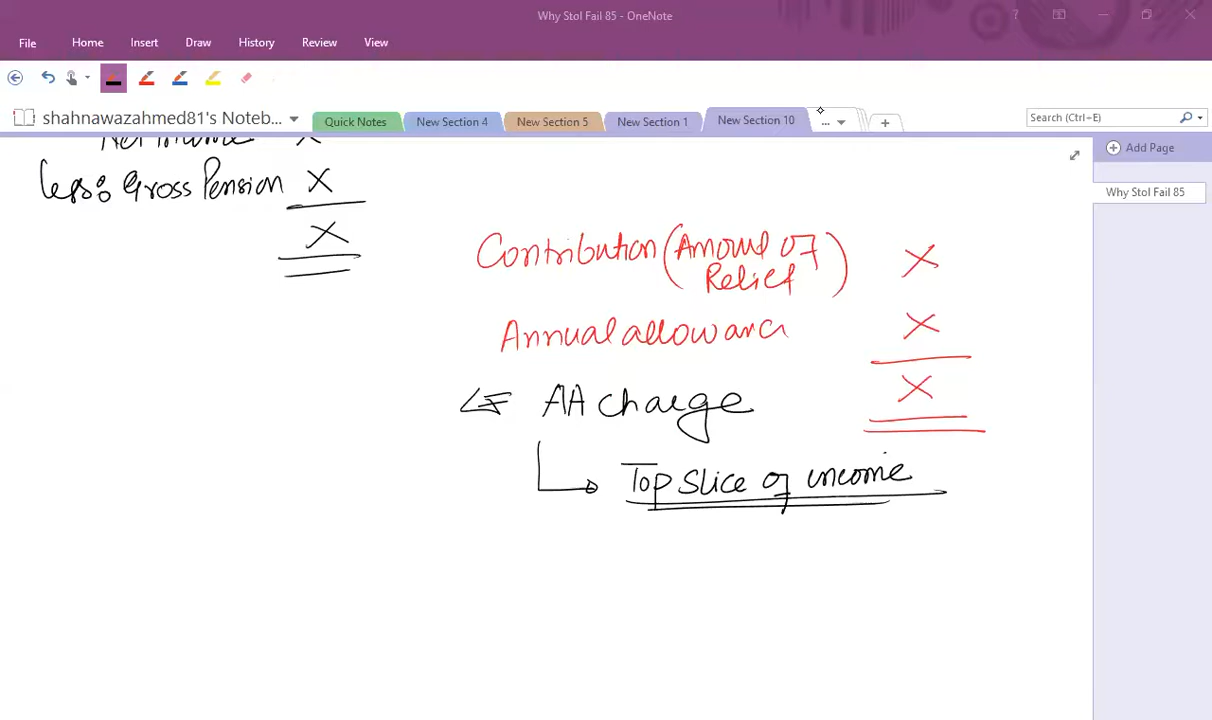 Why Stol Fail 85 - OneNote
?
File Home Insert Draw History Review View
shahnawazahmed81's Noteb... Quick Notes New Section 4 New Section 5 New Section 1 New Section 10 ... + Search (Ctrl+E)
Add Page
Why Stol Fail 85
Net income X
less: Gross Pension X
X
Contribution (Amount of X
Relief)
Annual allowance X
X
AA charge
Top slice of income